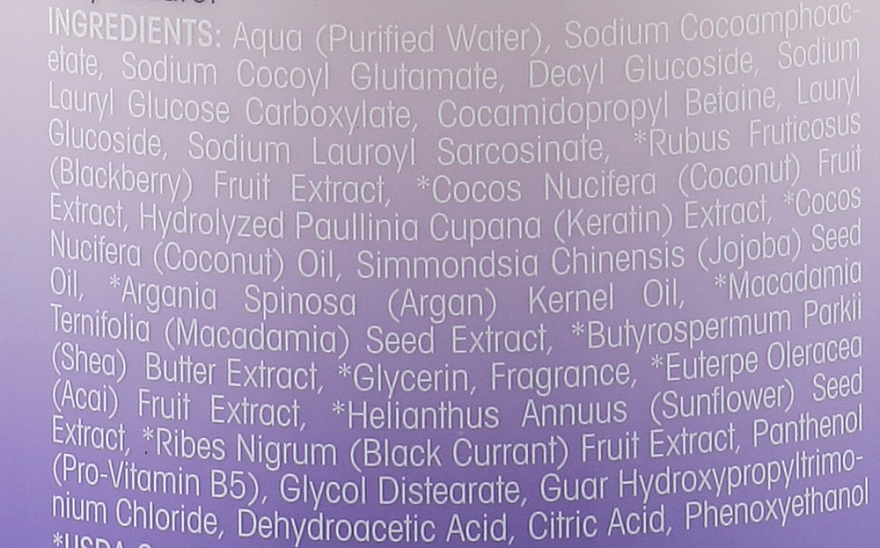 INGREDIENTS: Aqua (Purified Water), Sodium Cocoamphoac-
etate, Sodium Cocoyl Glutamate, Decyl Glucoside, Sodium
Lauryl Glucose Carboxylate, Cocamidopropyl Betaine, Lauryl
Glucoside, Sodium Lauroyl Sarcosinate, *Rubus Fruticosus
(Blackberry) Fruit Extract, *Cocos Nucifera (Coconut) Fruit
Extract, Hydrolyzed Paullinia Cupana (Keratin) Extract, *Cocos
Nucifera (Coconut) Oil, Simmondsia Chinensis (Jojoba) Seed
Oil, *Argania Spinosa (Argan) Kernel Oil, *Macadamia
Ternifolia (Macadamia) Seed Extract, *Butyrospermum Parkii
(Shea) Butter Extract, *Glycerin, Fragrance, *Euterpe Oleracea
(Acai) Fruit Extract, *Helianthus Annuus (Sunflower) Seed
Extract, *Ribes Nigrum (Black Currant) Fruit Extract, Panthenol
(Pro-Vitamin B5), Glycol Distearate, Guar Hydroxypropyltrimo-
nium Chloride, Dehydroacetic Acid, Citric Acid, Phenoxyethanol
*USDA